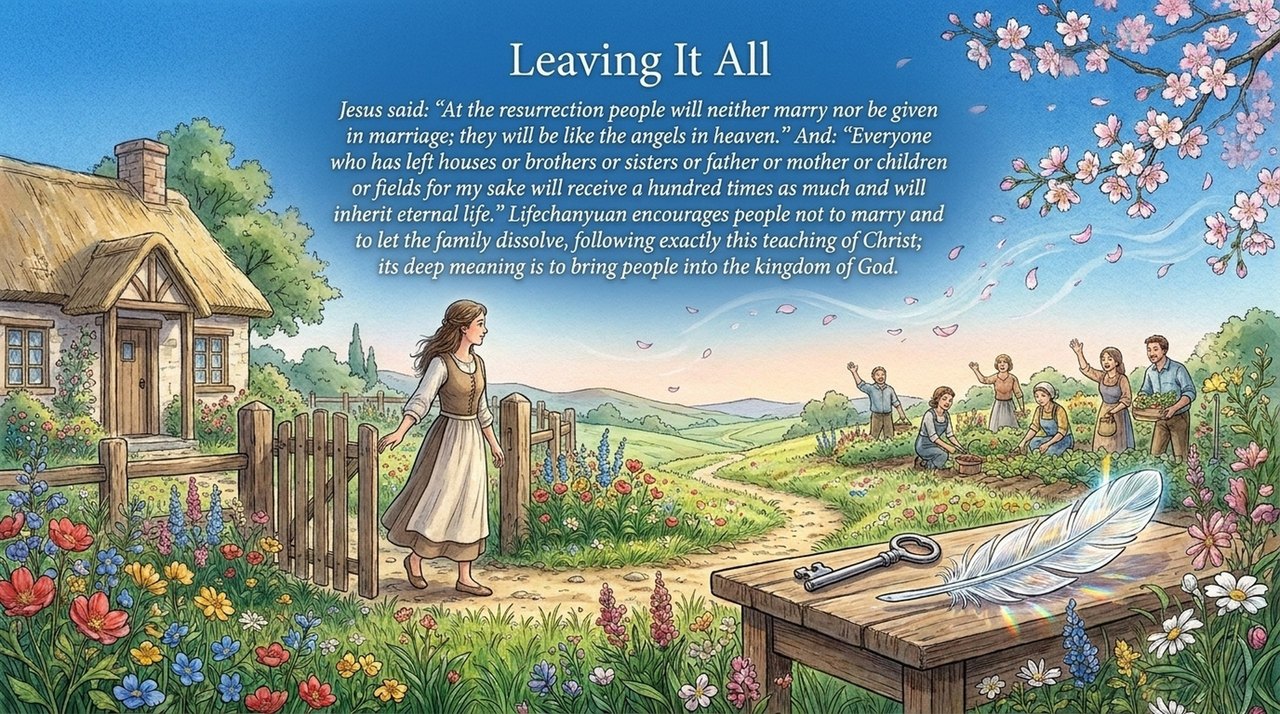 Leaving It All
Jesus said: “At the resurrection people will neither marry nor be given
in marriage; they will be like the angels in heaven.” And: “Everyone
who has left houses or brothers or sisters or father or mother or children
or fields for my sake will receive a hundred times as much and will
inherit eternal life.” Lifechanyuan encourages people not to marry and
to let the family dissolve, following exactly this teaching of Christ;
its deep meaning is to bring people into the kingdom of God.